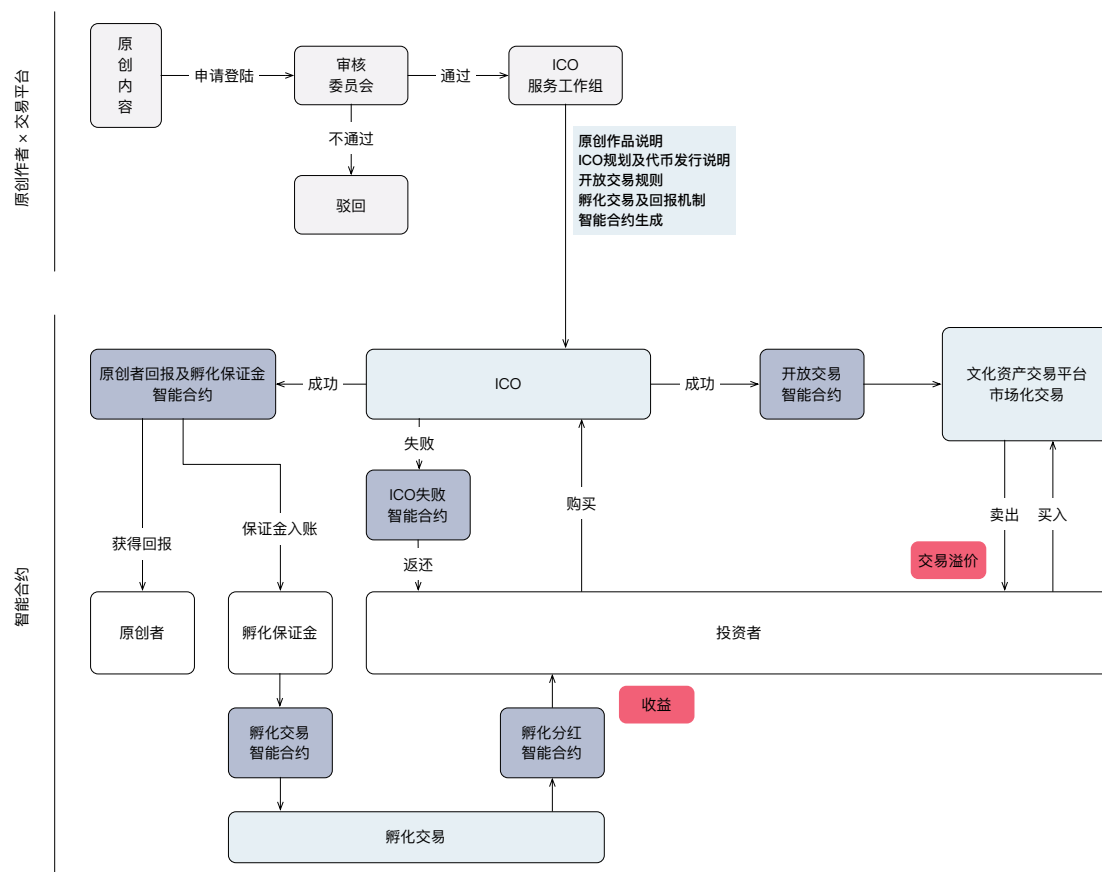 原创作者 × 交易平台
原
创
内
容
申请登陆
审核
委员会
通过
ICO
服务工作组
不通过
驳回
原创作品说明
ICO规划及代币发行说明
开放交易规则
孵化交易及回报机制
智能合约生成
智能合约
原创者回报及孵化保证金
智能合约
成功
ICO
成功
开放交易
智能合约
文化资产交易平台
市场化交易
失败
ICO失败
智能合约
返还
购买
卖出
买入
交易溢价
获得回报
保证金入账
原创者
孵化保证金
投资者
收益
孵化交易
智能合约
孵化分红
智能合约
孵化交易